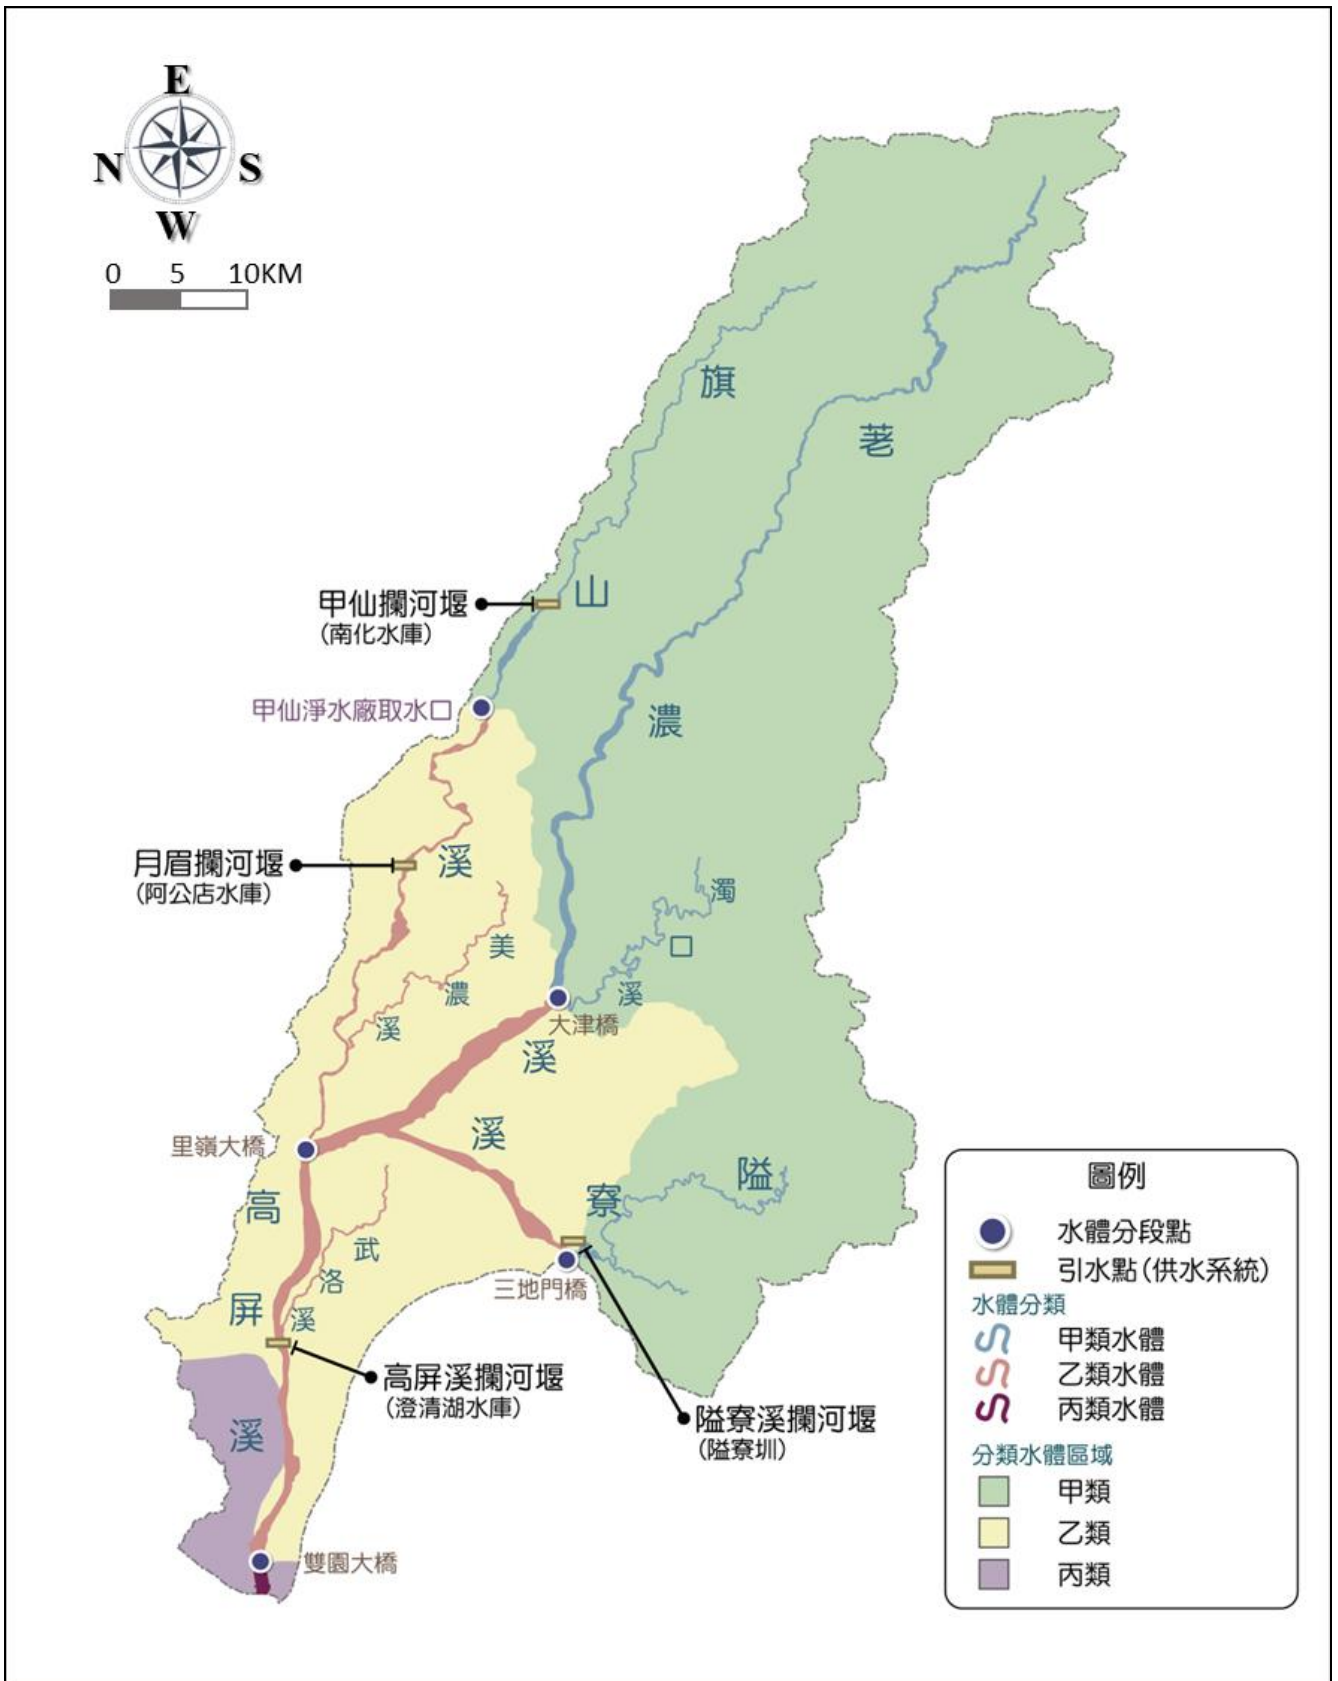 E
N
S
W
0 5 10KM
旗
荖
山
甲仙攔河堰
(南化水庫)
甲仙淨水廠取水口
濃
月眉攔河堰
(阿公店水庫)
溪
濁
口
溪
美
濃
溪
大津橋
溪
溪
里嶺大橋
隘
寮
高
武
洛
溪
三地門橋
屏
高屏溪攔河堰
(澄清湖水庫)
隘寮溪攔河堰
(隘寮圳)
溪
雙園大橋
圖例
水體分段點
引水點(供水系統)
水體分類
甲類水體
乙類水體
丙類水體
分類水體區域
甲類
乙類
丙類